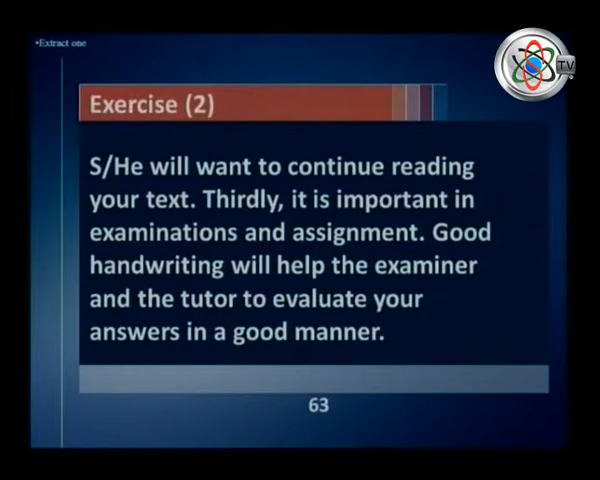 •Extract one
TV
Exercise (2)
S/He will want to continue reading
your text. Thirdly, it is important in
examinations and assignment. Good
handwriting will help the examiner
and the tutor to evaluate your
answers in a good manner.
63